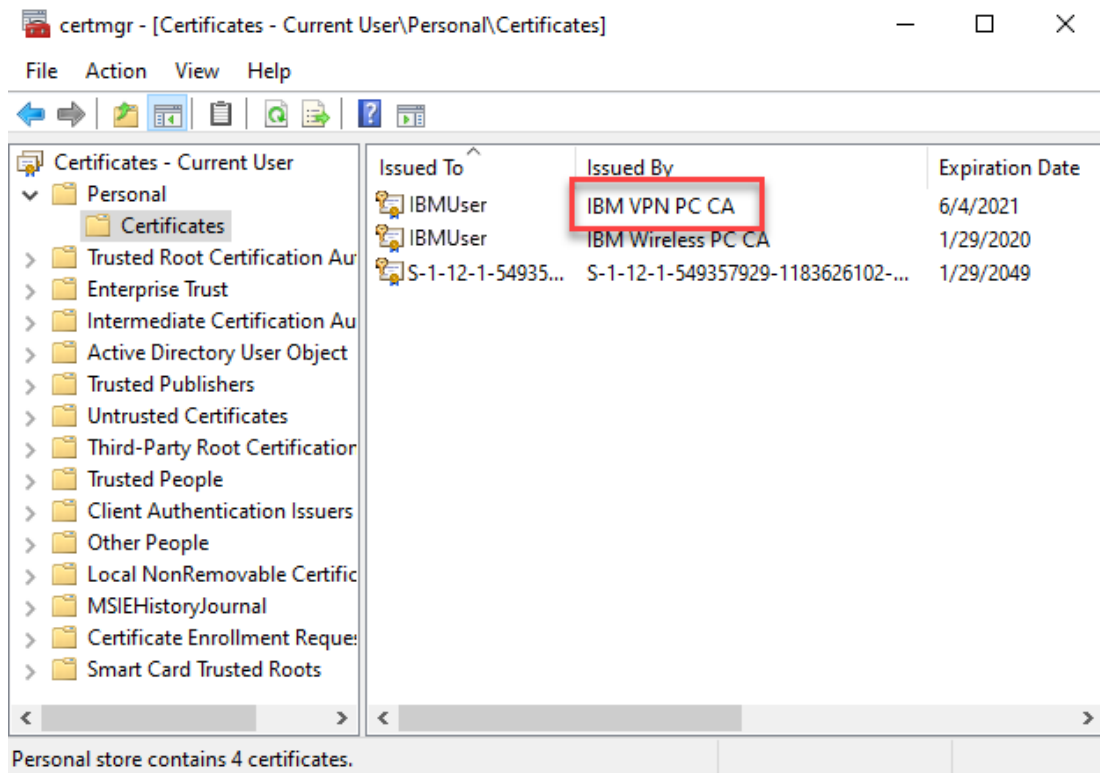 certmgr - [Certificates - Current User\Personal\Certificates]
File Action View Help
Certificates - Current User
Personal
Certificates
Trusted Root Certification Au
Enterprise Trust
Intermediate Certification Au
Active Directory User Object
Trusted Publishers
Untrusted Certificates
Third-Party Root Certification
Trusted People
Client Authentication Issuers
Other People
Local NonRemovable Certific
MSIEHistoryJournal
Certificate Enrollment Reques
Smart Card Trusted Roots
Issued To Issued By Expiration Date
IBMUser IBM VPN PC CA 6/4/2021
IBMUser IBM Wireless PC CA 1/29/2020
S-1-12-1-54935... S-1-12-1-549357929-1183626102-... 1/29/2049
Personal store contains 4 certificates.